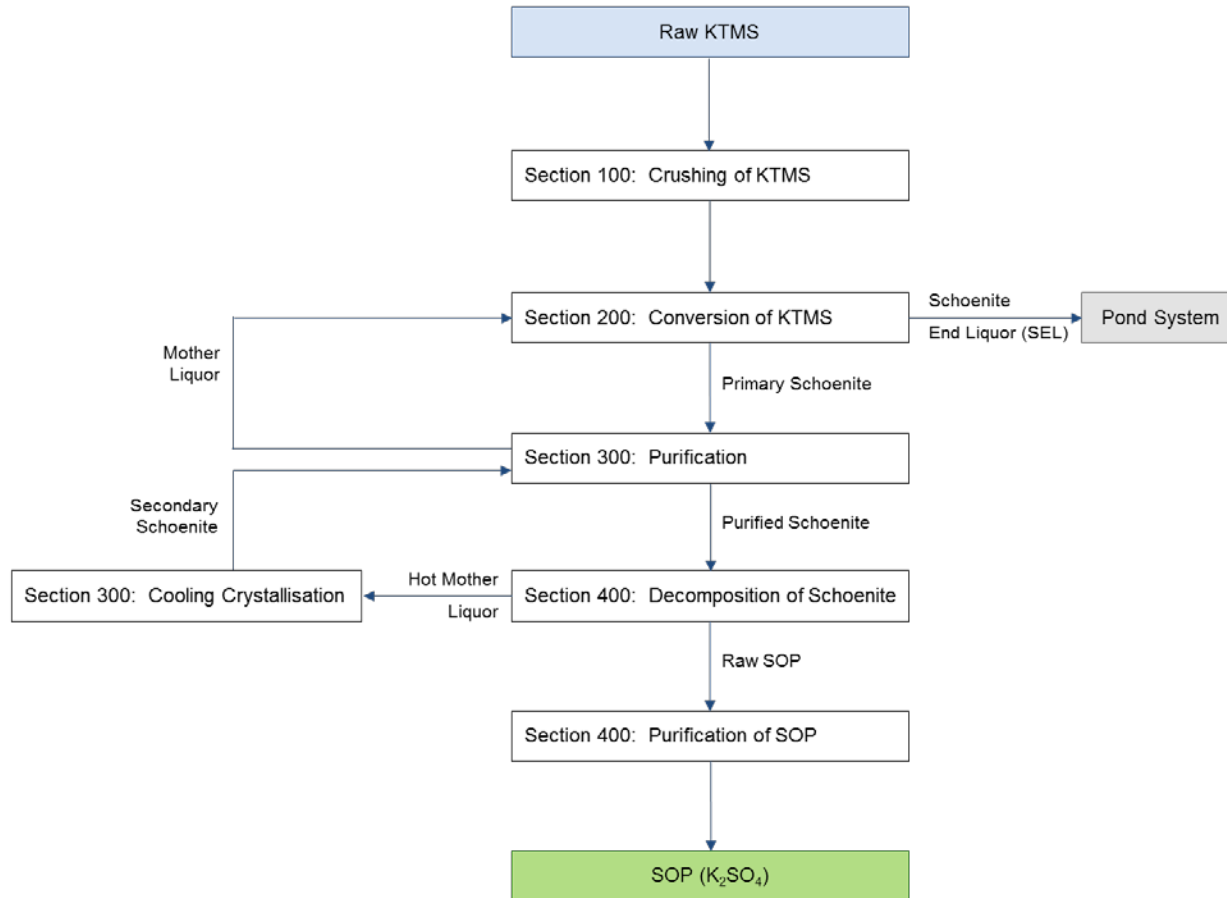 Raw KTMS
Section 100: Crushing of KTMS
Section 200: Conversion of KTMS
Schoenite
End Liquor (SEL)
Pond System
Mother
Liquor
Primary Schoenite
Section 300: Purification
Secondary
Schoenite
Purified Schoenite
Section 300: Cooling Crystallisation
Hot Mother
Liquor
Section 400: Decomposition of Schoenite
Raw SOP
Section 400: Purification of SOP
SOP (K₂SO₄)